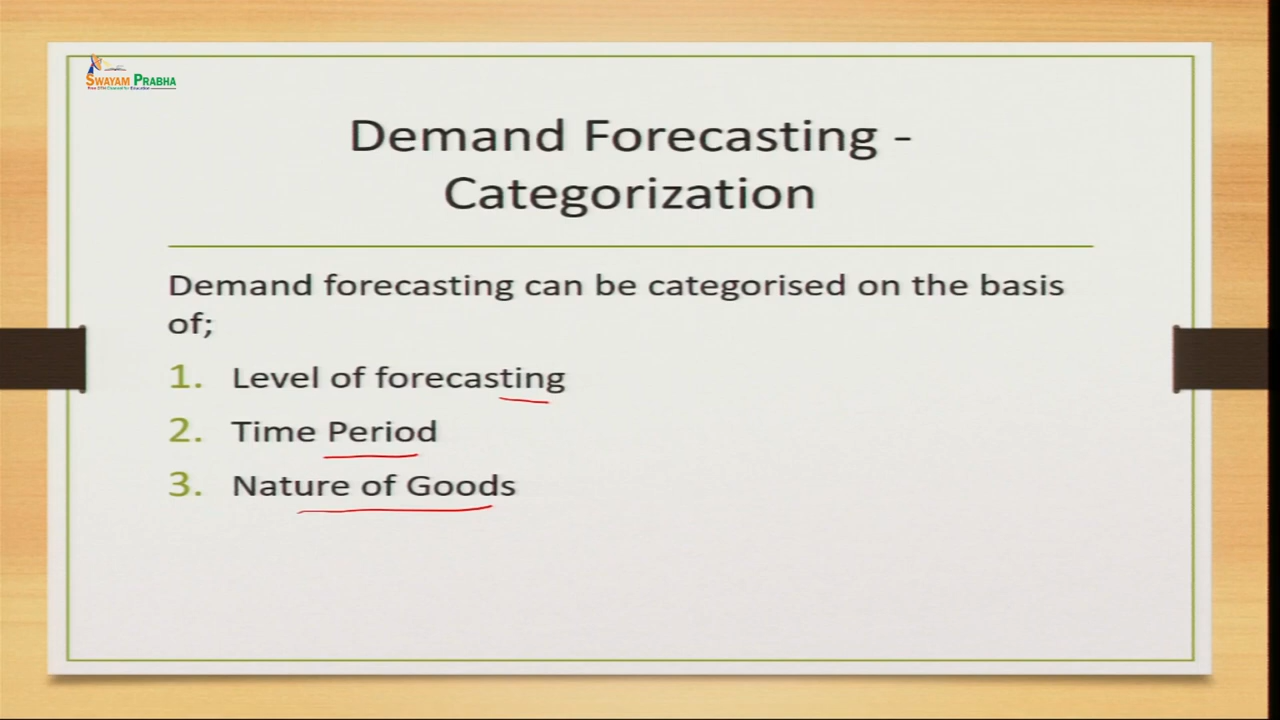 SWAYAM PRABHA
Demand Forecasting -
Categorization
Demand forecasting can be categorised on the basis
of;
1. Level of forecasting
2. Time Period
3. Nature of Goods